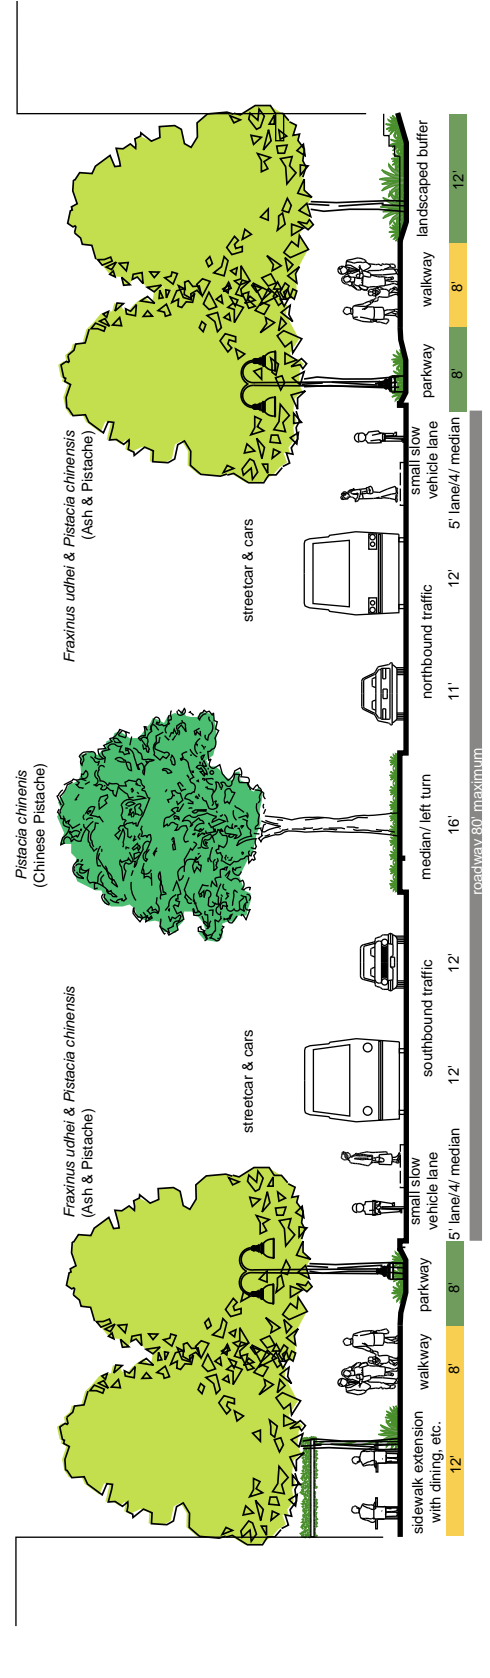 Pistacia chinensis
(Chinese Pistache)
Fraxinus udhei & Pistacia chinensis
(Ash & Pistache)
Fraxinus udhei & Pistacia chinensis
(Ash & Pistache)
streetcar & cars
streetcar & cars
sidewalk extension
with dining, etc.
walkway
parkway
small slow
vehicle lane
southbound traffic
median/ left turn
northbound traffic
small slow
vehicle lane
parkway
walkway
landscaped buffer
12'
8'
8'
5' lane/4/ median
12'
12'
16'
11'
12'
5' lane/4/ median
8'
8'
12'
roadway 80' maximum